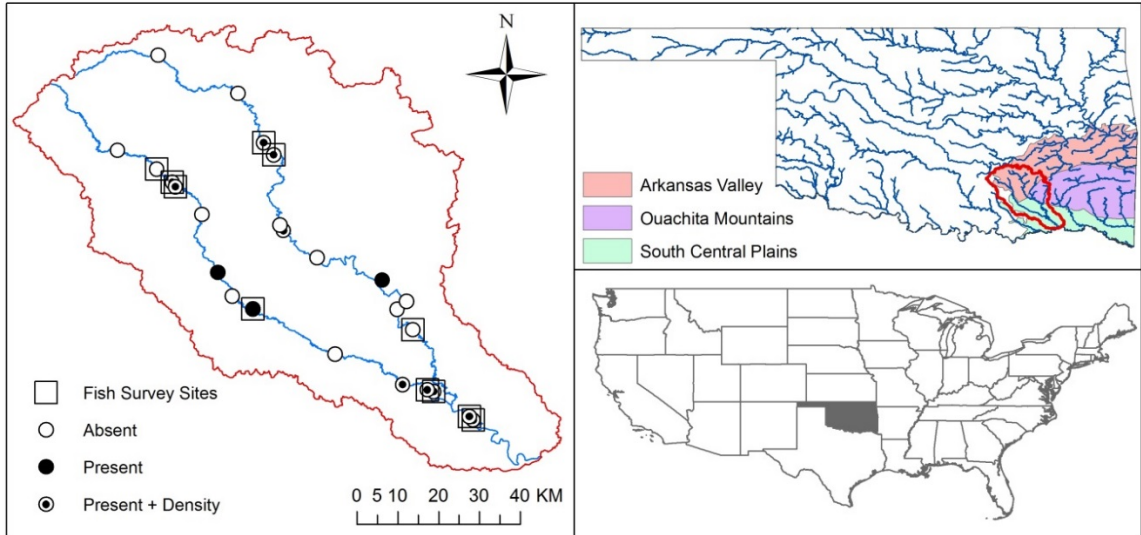 N
Fish Survey Sites
Absent
Present
Present + Density
0 5 10 20 30 40 KM
Arkansas Valley
Ouachita Mountains
South Central Plains